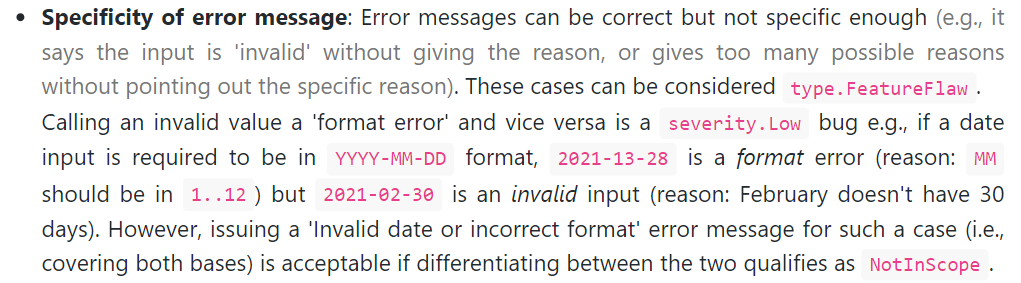 • Specificity of error message: Error messages can be correct but not specific enough (e.g., it
says the input is 'invalid' without giving the reason, or gives too many possible reasons
without pointing out the specific reason). These cases can be considered type.FeatureFlaw .
Calling an invalid value a 'format error' and vice versa is a severity.Low bug e.g., if a date
input is required to be in YYYY-MM-DD format, 2021-13-28 is a format error (reason: MM
should be in 1..12 ) but 2021-02-30 is an invalid input (reason: February doesn't have 30
days). However, issuing a 'Invalid date or incorrect format' error message for such a case (i.e.,
covering both bases) is acceptable if differentiating between the two qualifies as NotInScope .